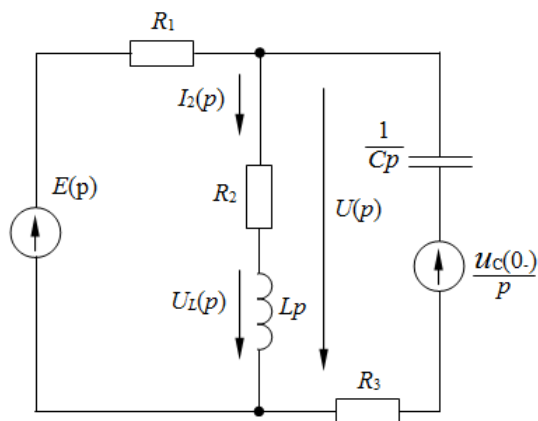 R1
I2(p)
1
Cp
E(p)
R2
U(p)
uC(0-)
p
UL(p)
Lp
R3